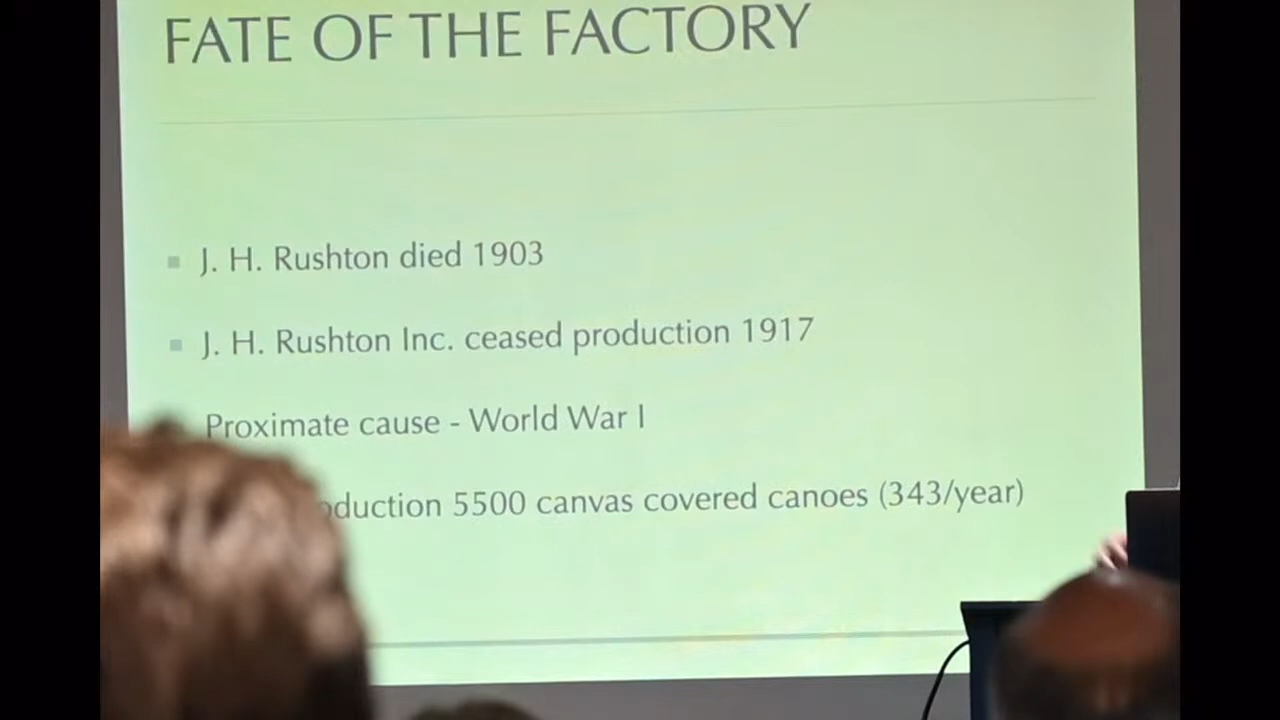 FATE OF THE FACTORY
J. H. Rushton died 1903
J. H. Rushton Inc. ceased production 1917
Proximate cause - World War I
5500 canvas covered canoes (343/year)